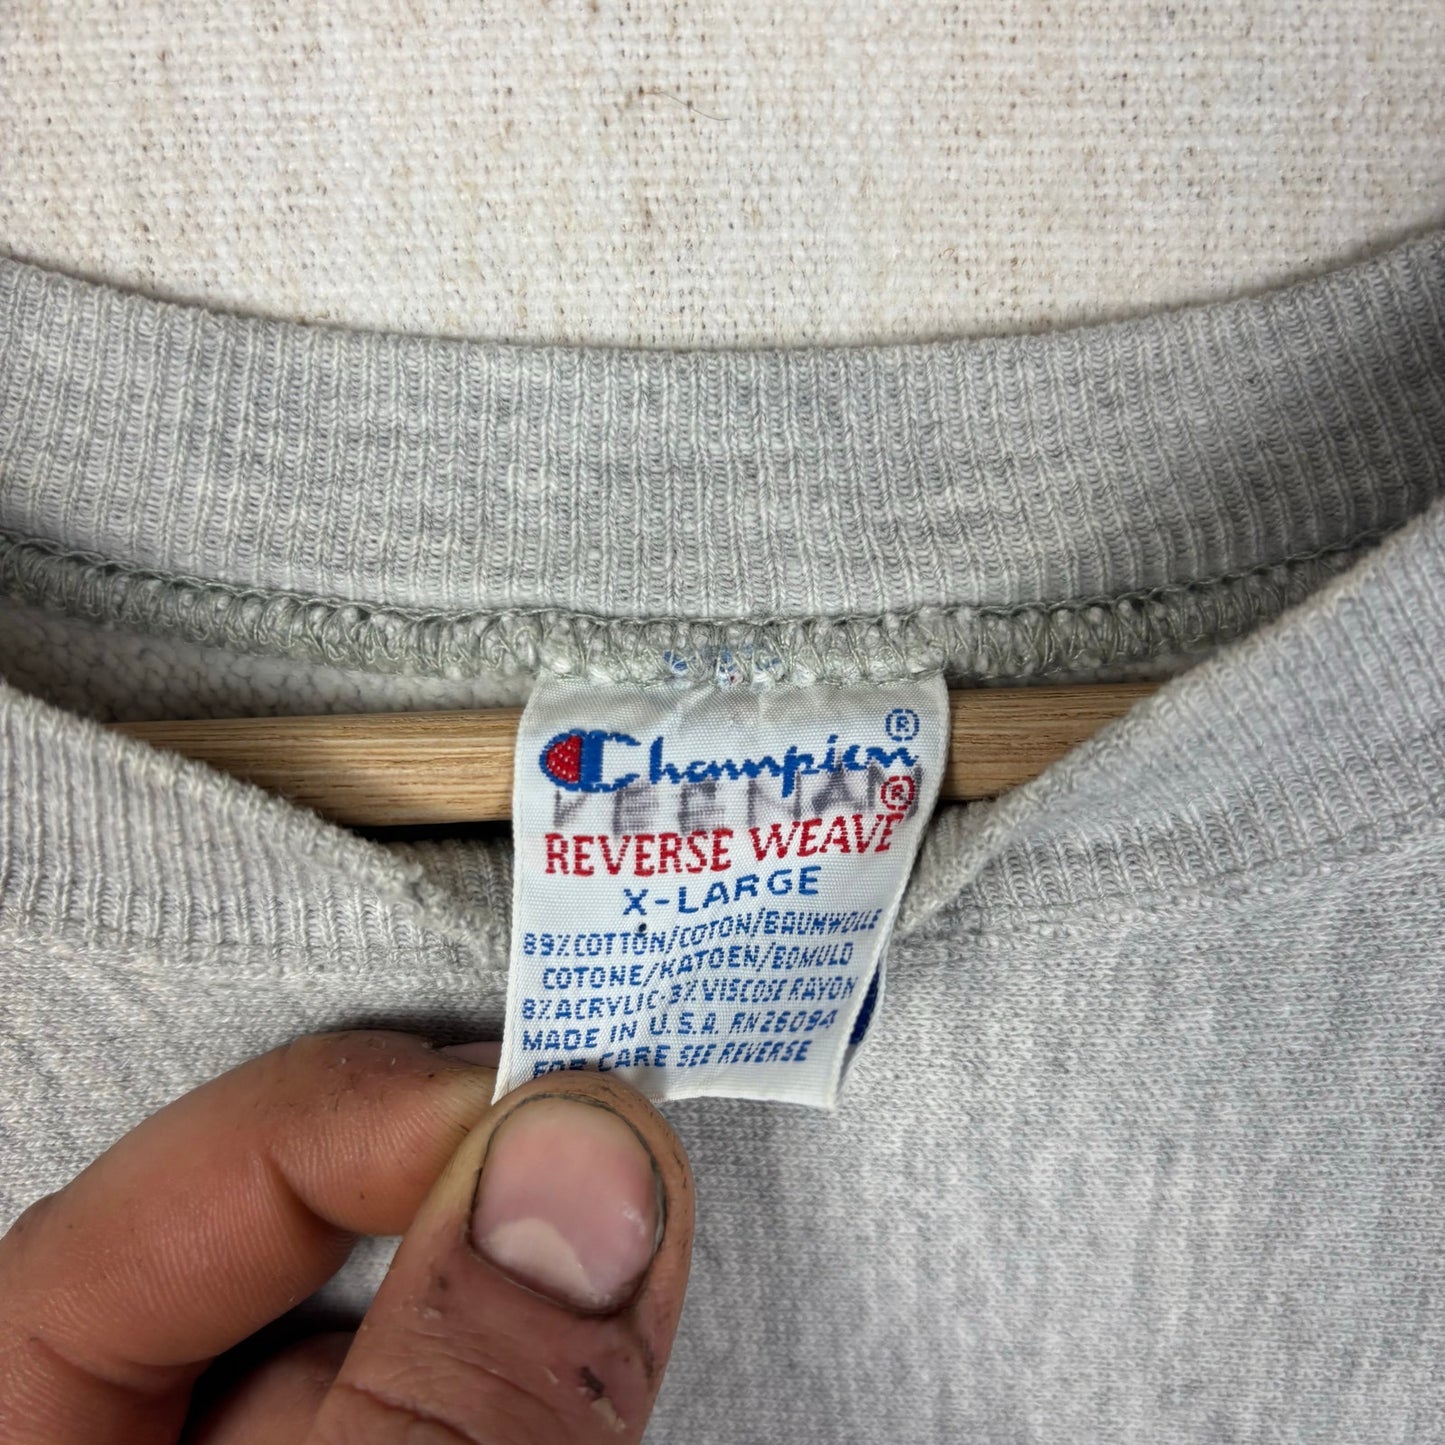 Champion®
VEENAM ®
REVERSE WEAVE
X-LARGE
89% COTTON/COTON/BAUMWOLLE
COTONE/KATOEN/BOMULD
8% ACRYLIC-3% VISCOSE RAYON
MADE IN U.S.A. RN26094
FOR CARE SEE REVERSE